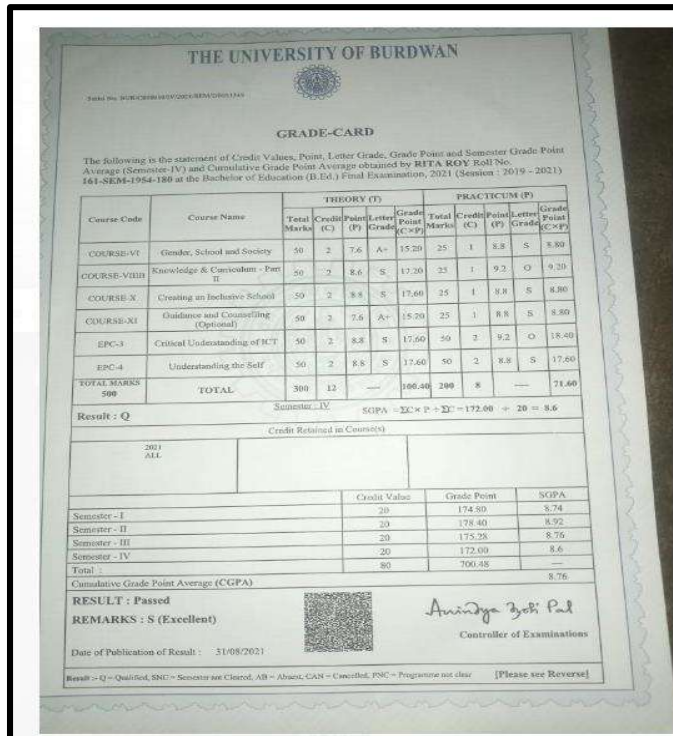 THE UNIVERSITY OF BURDWAN
GRADE-CARD
The following is the statement of Credit Values, Point, Letter Grade, Grade Point and Semester Grade Point
Average (Semester-IV) and Cumulative Grade Point Average obtained by RITA ROY Roll No.
161-SEM-1954-180 at the Bachelor of Education (B.Ed.) Final Examination, 2021 (Session : 2019 - 2021)
Course Code Course Name THEORY (T) PRACTICUM (P)
Total Marks Credit (C) Point (P) Letter Grade Grade Point (C×P) Total Marks Credit (C) Point (P) Letter Grade Grade Point (C×P)
COURSE-VI Gender, School and Society 50 2 7.6 A+ 15.20 25 1 8.8 S 8.80
COURSE-VIIIB Knowledge & Curriculum - Part II 50 2 8.6 S 17.20 25 1 9.2 O 9.20
COURSE-X Creating an Inclusive School 50 2 8.8 S 17.60 25 1 8.8 S 8.80
COURSE-XI Guidance and Counselling (Optional) 50 2 7.6 A+ 15.20 25 1 8.8 S 8.80
EPC-3 Critical Understanding of ICT 50 2 8.8 S 17.60 50 2 9.2 O 18.40
EPC-4 Understanding the Self 50 2 8.8 S 17.60 50 2 8.8 S 17.60
TOTAL MARKS 500 TOTAL 300 12 — 100.40 200 8 — 71.60
Result : Q Semester : IV SGPA = ΣC × P ÷ ΣC = 172.00 ÷ 20 = 8.6
Credit Retained in Course(s)
2021
ALL
Credit Value Grade Point SGPA
Semester - I 20 174.80 8.74
Semester - II 20 178.40 8.92
Semester - III 20 175.28 8.76
Semester - IV 20 172.00 8.6
Total : 80 700.48 —
Cumulative Grade Point Average (CGPA) 8.76
RESULT : Passed
REMARKS : S (Excellent)
Controller of Examinations
Date of Publication of Result : 31/08/2021
Result :- Q = Qualified, SNC = Semester not Cleared, AB = Absent, CAN = Cancelled, PNC = Programme not clear [Please see Reverse]